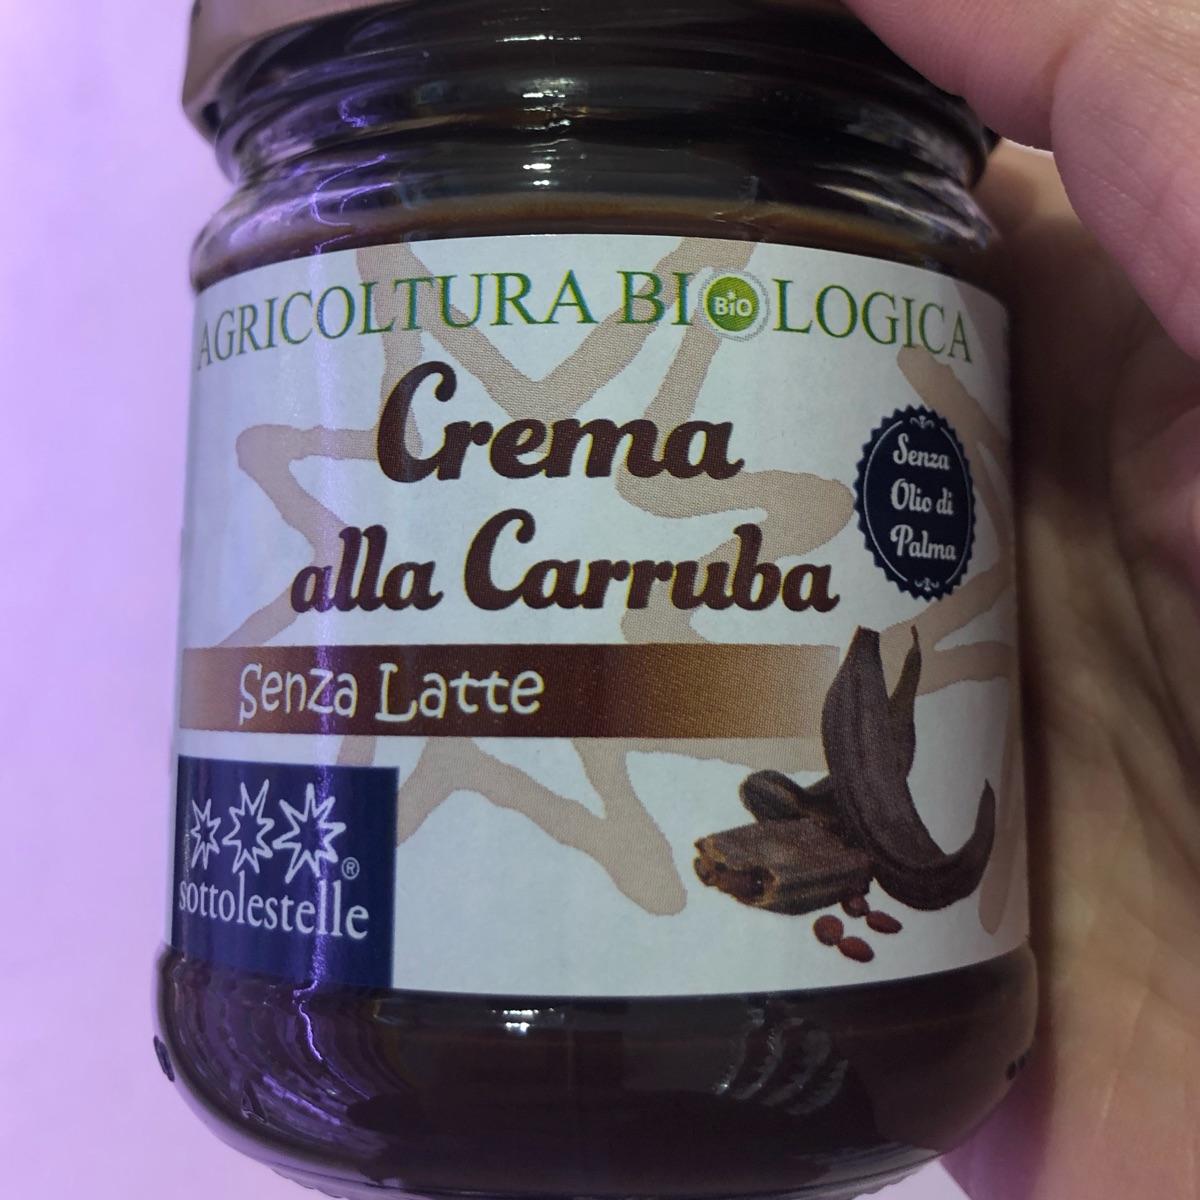 AGRICOLTURA BIOLOGICA
BiO
Crema
alla Carruba
Senza
Olio di
Palma
Senza Latte
sottolestelle®